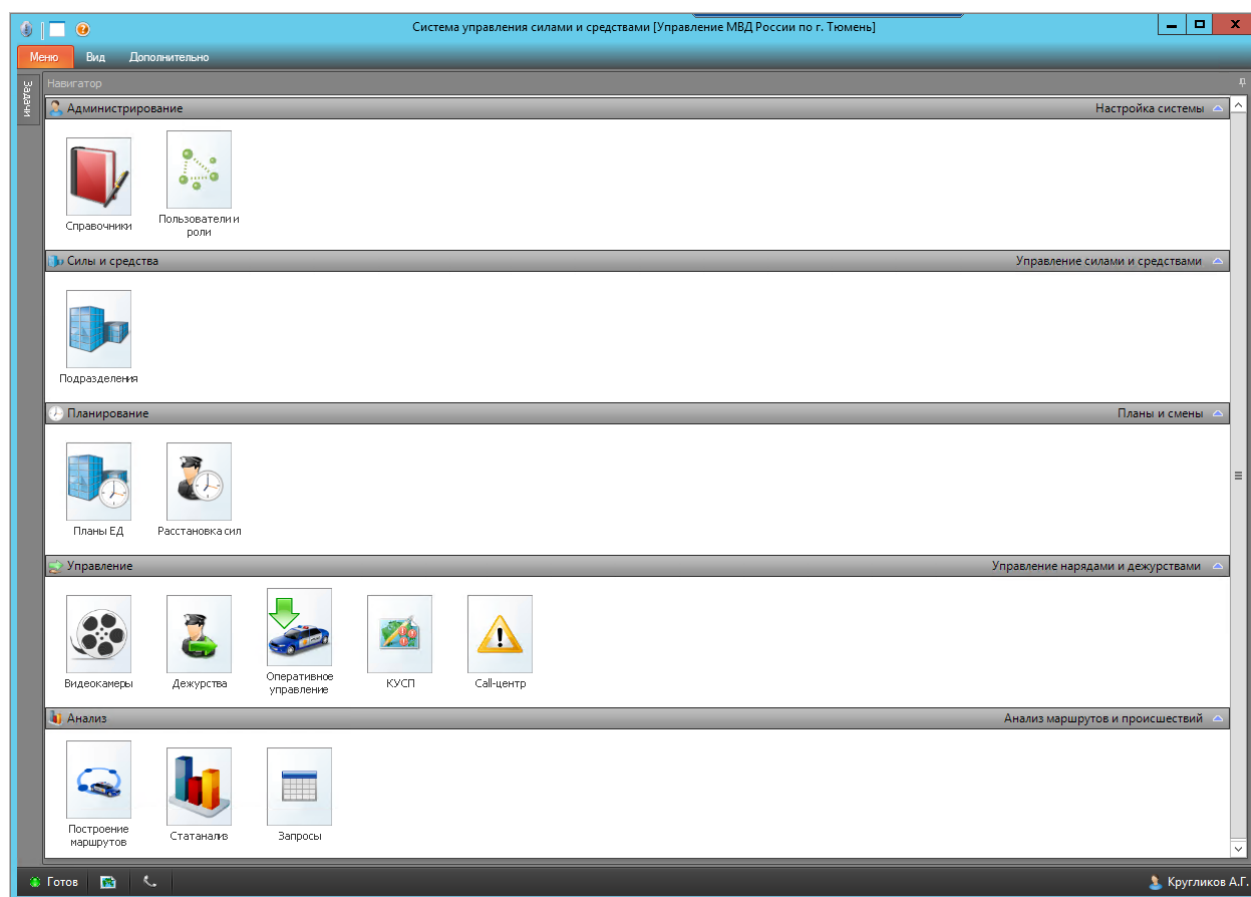 Система управления силами и средствами [Управление МВД России по г. Тюмень]
Меню Вид Дополнительно
Задачи
Навигатор
Администрирование Настройка системы
Справочники
Пользователи и
роли
Силы и средства Управление силами и средствами
Подразделения
Планирование Планы и смены
Планы ЕД Расстановка сил
Управление Управление нарядами и дежурствами
Видеокамеры Дежурства
Оперативное
управление
КУСП Call-центр
Анализ Анализ маршрутов и происшествий
Построение
маршрутов
Статанализ Запросы
Готов Кругликов А.Г.